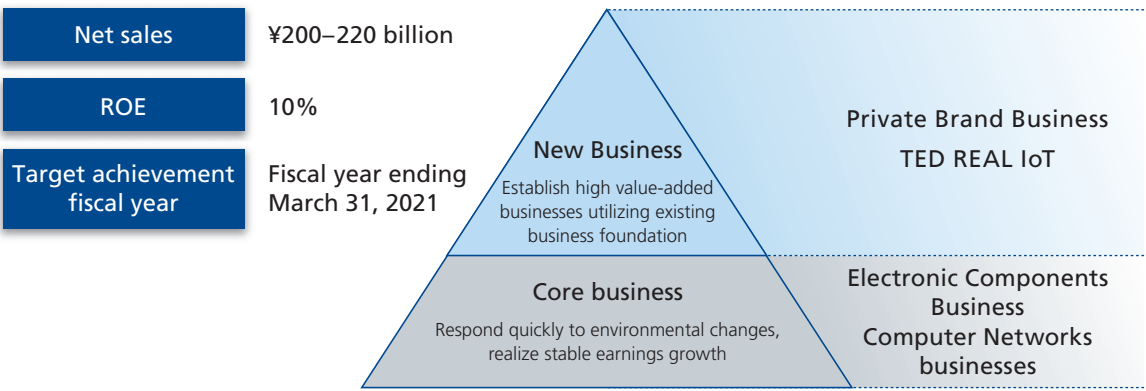 Net sales
¥200–220 billion
ROE
10%
Target achievement
fiscal year
Fiscal year ending
March 31, 2021
New Business
Establish high value-added
businesses utilizing existing
business foundation
Private Brand Business
TED REAL IoT
Core business
Respond quickly to environmental changes,
realize stable earnings growth
Electronic Components
Business
Computer Networks
businesses